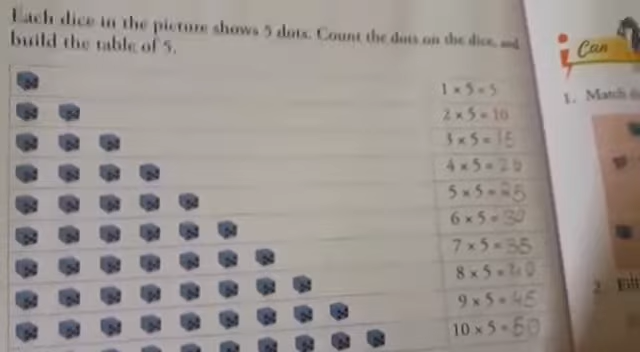 Each dice in the picture shows 5 dots. Count the dots on the dice, and
build the table of 5.
1 × 5 = 5
2 × 5 = 10
3 × 5 = 15
4 × 5 = 20
5 × 5 = 25
6 × 5 = 30
7 × 5 = 35
8 × 5 = 40
9 × 5 = 45
10 × 5 = 50
i Can
1. Match
2. Fill